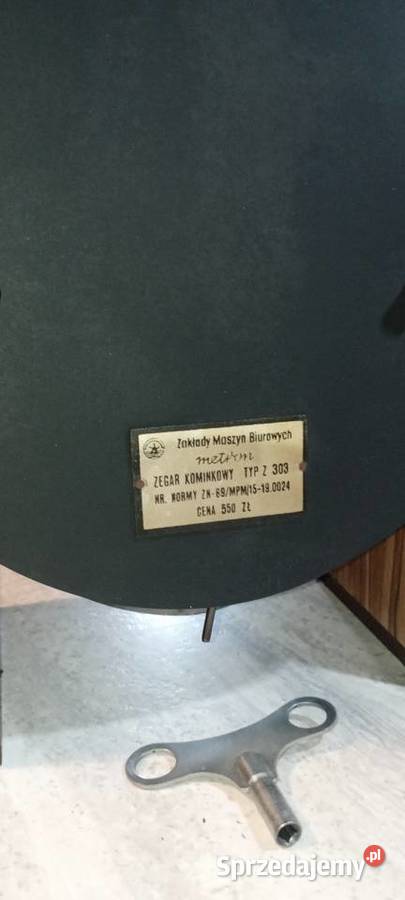 Zakłady Maszyn Biurowych
metron
ZEGAR KOMINKOWY TYP Z 303
NR. NORMY ZN-69/MPM/15-19.0024
CENA 550 ZŁ
Sprzedajemy.pl